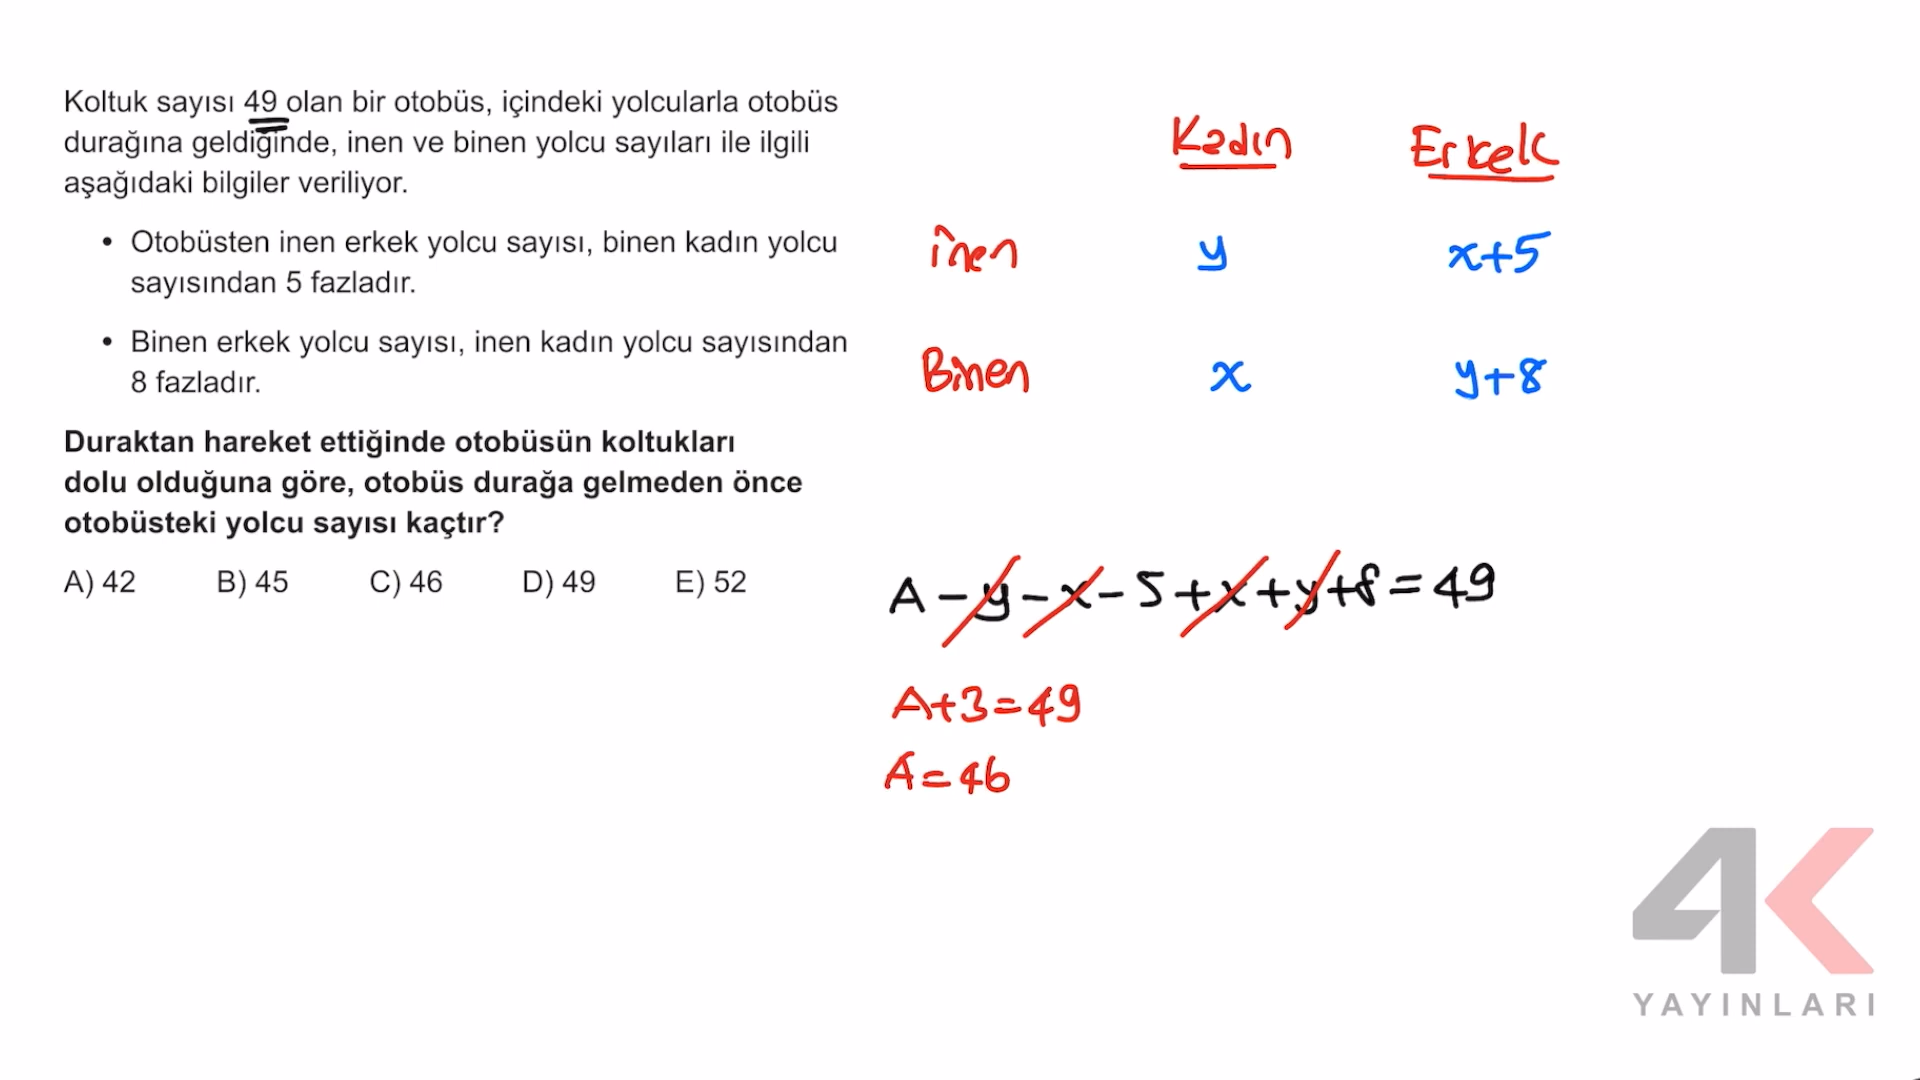 Koltuk sayısı 49 olan bir otobüs, içindeki yolcularla otobüs
durağına geldiğinde, inen ve binen yolcu sayıları ile ilgili
aşağıdaki bilgiler veriliyor.
• Otobüsten inen erkek yolcu sayısı, binen kadın yolcu
sayısından 5 fazladır.
• Binen erkek yolcu sayısı, inen kadın yolcu sayısından
8 fazladır.
Duraktan hareket ettiğinde otobüsün koltukları
dolu olduğuna göre, otobüs durağa gelmeden önce
otobüsteki yolcu sayısı kaçtır?
A) 42 B) 45 C) 46 D) 49 E) 52
Kadın Erkek
inen y x+5
Binen x y+8
A-y-x-5+x+y+8=49
A+3=49
A=46
4K
YAYINLARI